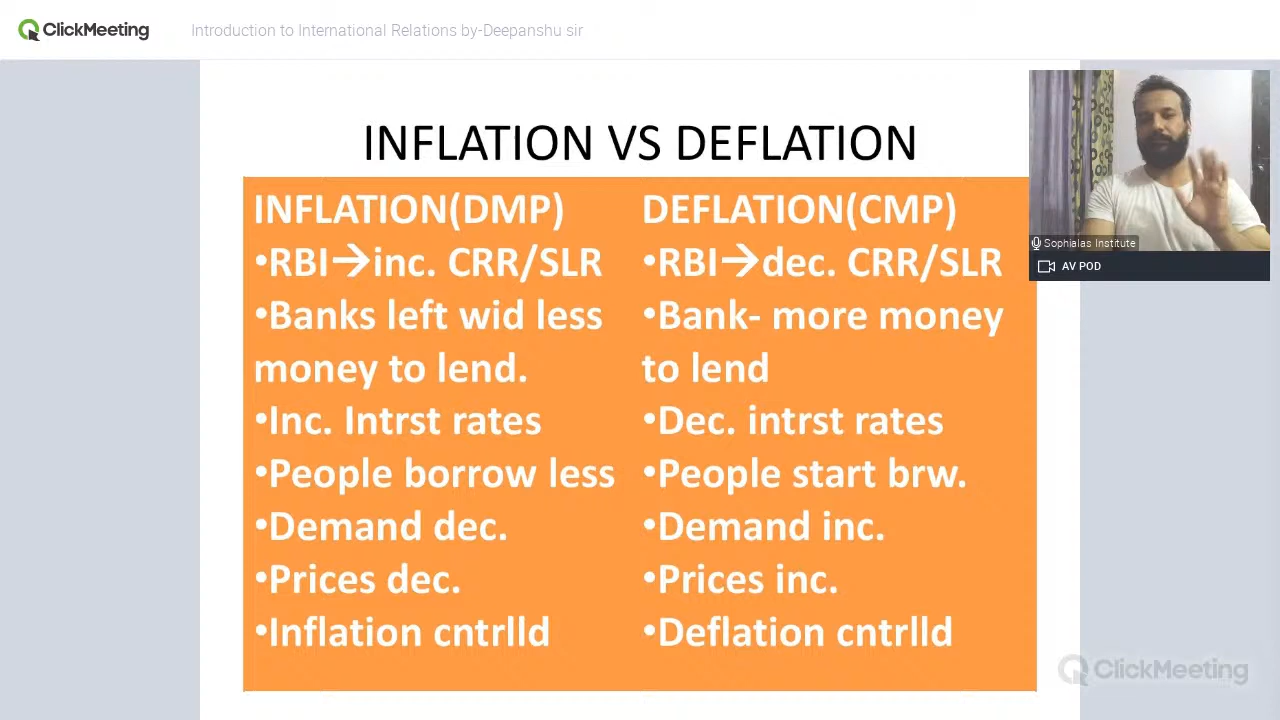 ClickMeeting
Introduction to International Relations by-Deepanshu sir
INFLATION VS DEFLATION
INFLATION(DMP)
•RBI→inc. CRR/SLR
•Banks left wid less
money to lend.
•Inc. Intrst rates
•People borrow less
•Demand dec.
•Prices dec.
•Inflation cntrlld
DEFLATION(CMP)
•RBI→dec. CRR/SLR
•Bank- more money
to lend
•Dec. intrst rates
•People start brw.
•Demand inc.
•Prices inc.
•Deflation cntrlld
Sophialas Institute
AV POD
ClickMeeting